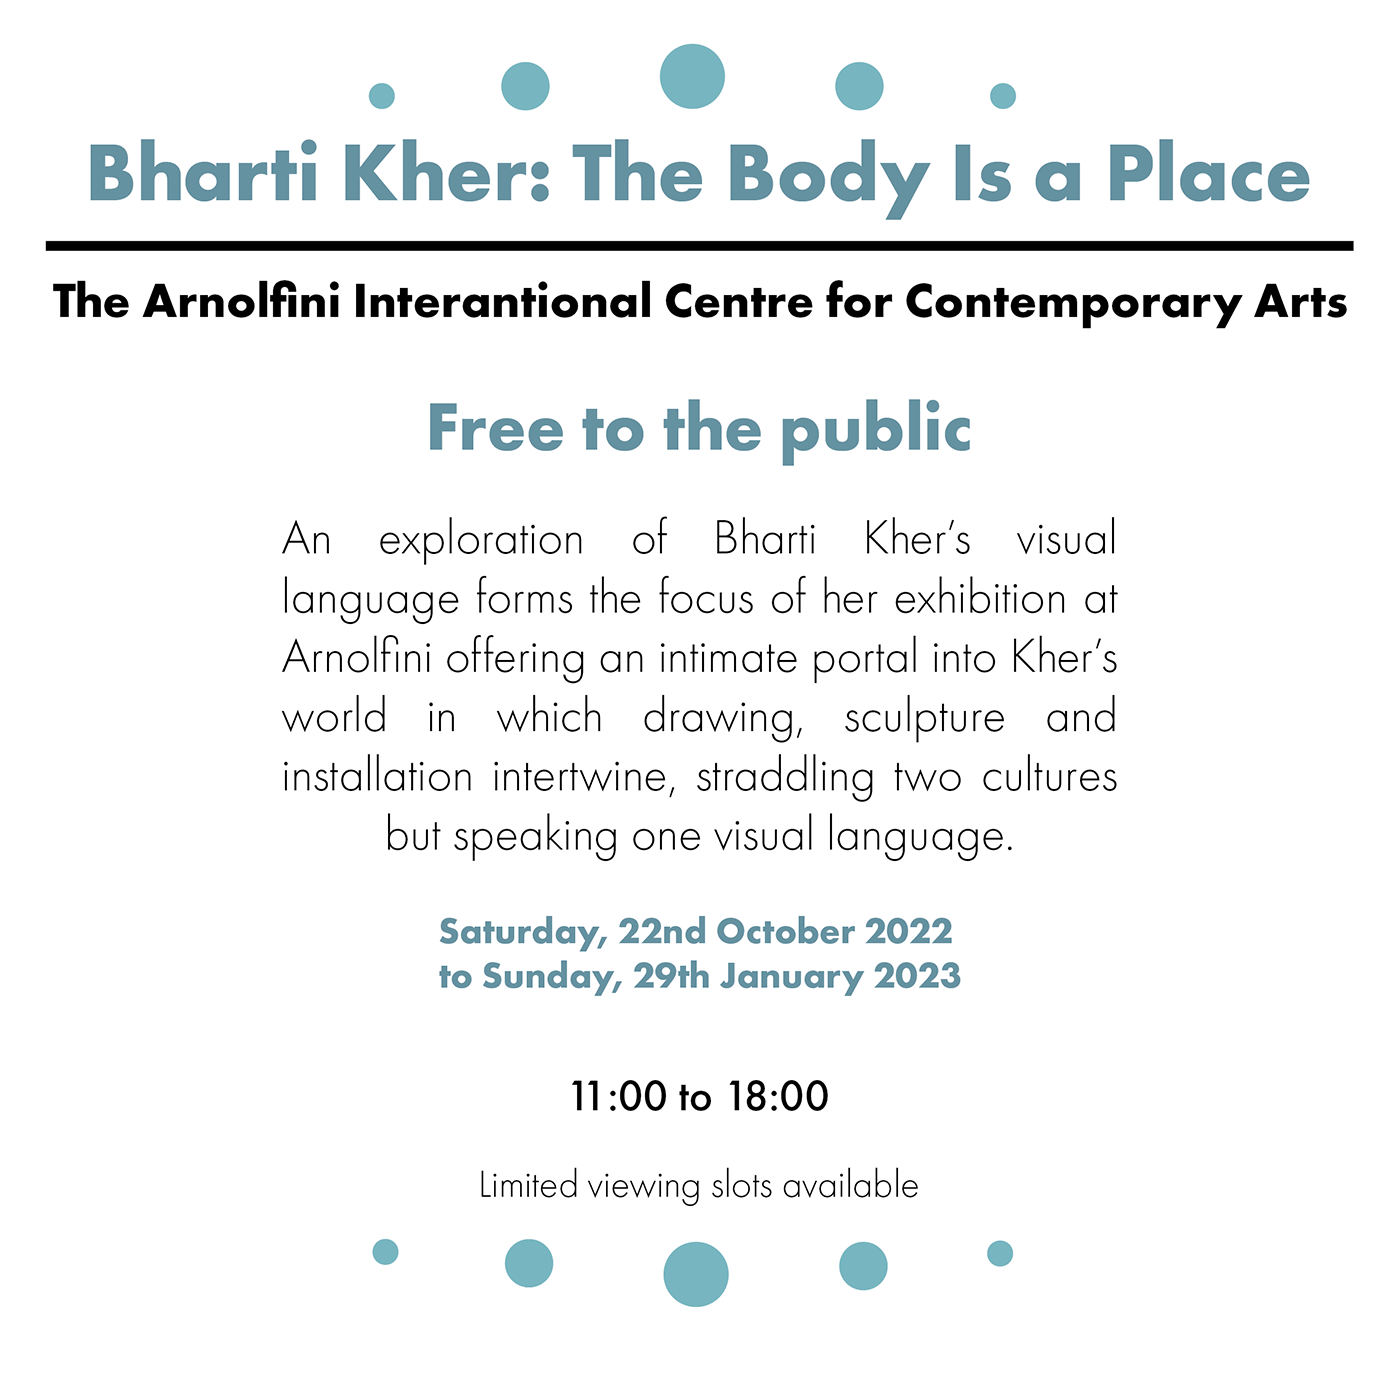 Bharti Kher: The Body Is a Place
The Arnolfini Interantional Centre for Contemporary Arts
Free to the public
An exploration of Bharti Kher’s visual
language forms the focus of her exhibition at
Arnolfini offering an intimate portal into Kher’s
world in which drawing, sculpture and
installation intertwine, straddling two cultures
but speaking one visual language.
Saturday, 22nd October 2022
to Sunday, 29th January 2023
11:00 to 18:00
Limited viewing slots available